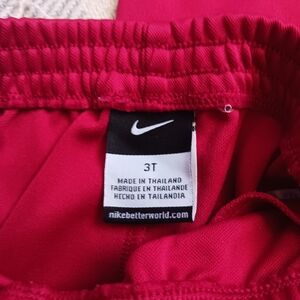 3T
MADE IN THAILAND
FABRIQUE EN THAILANDE
HECHO EN TAILANDIA
nikebetterworld.com